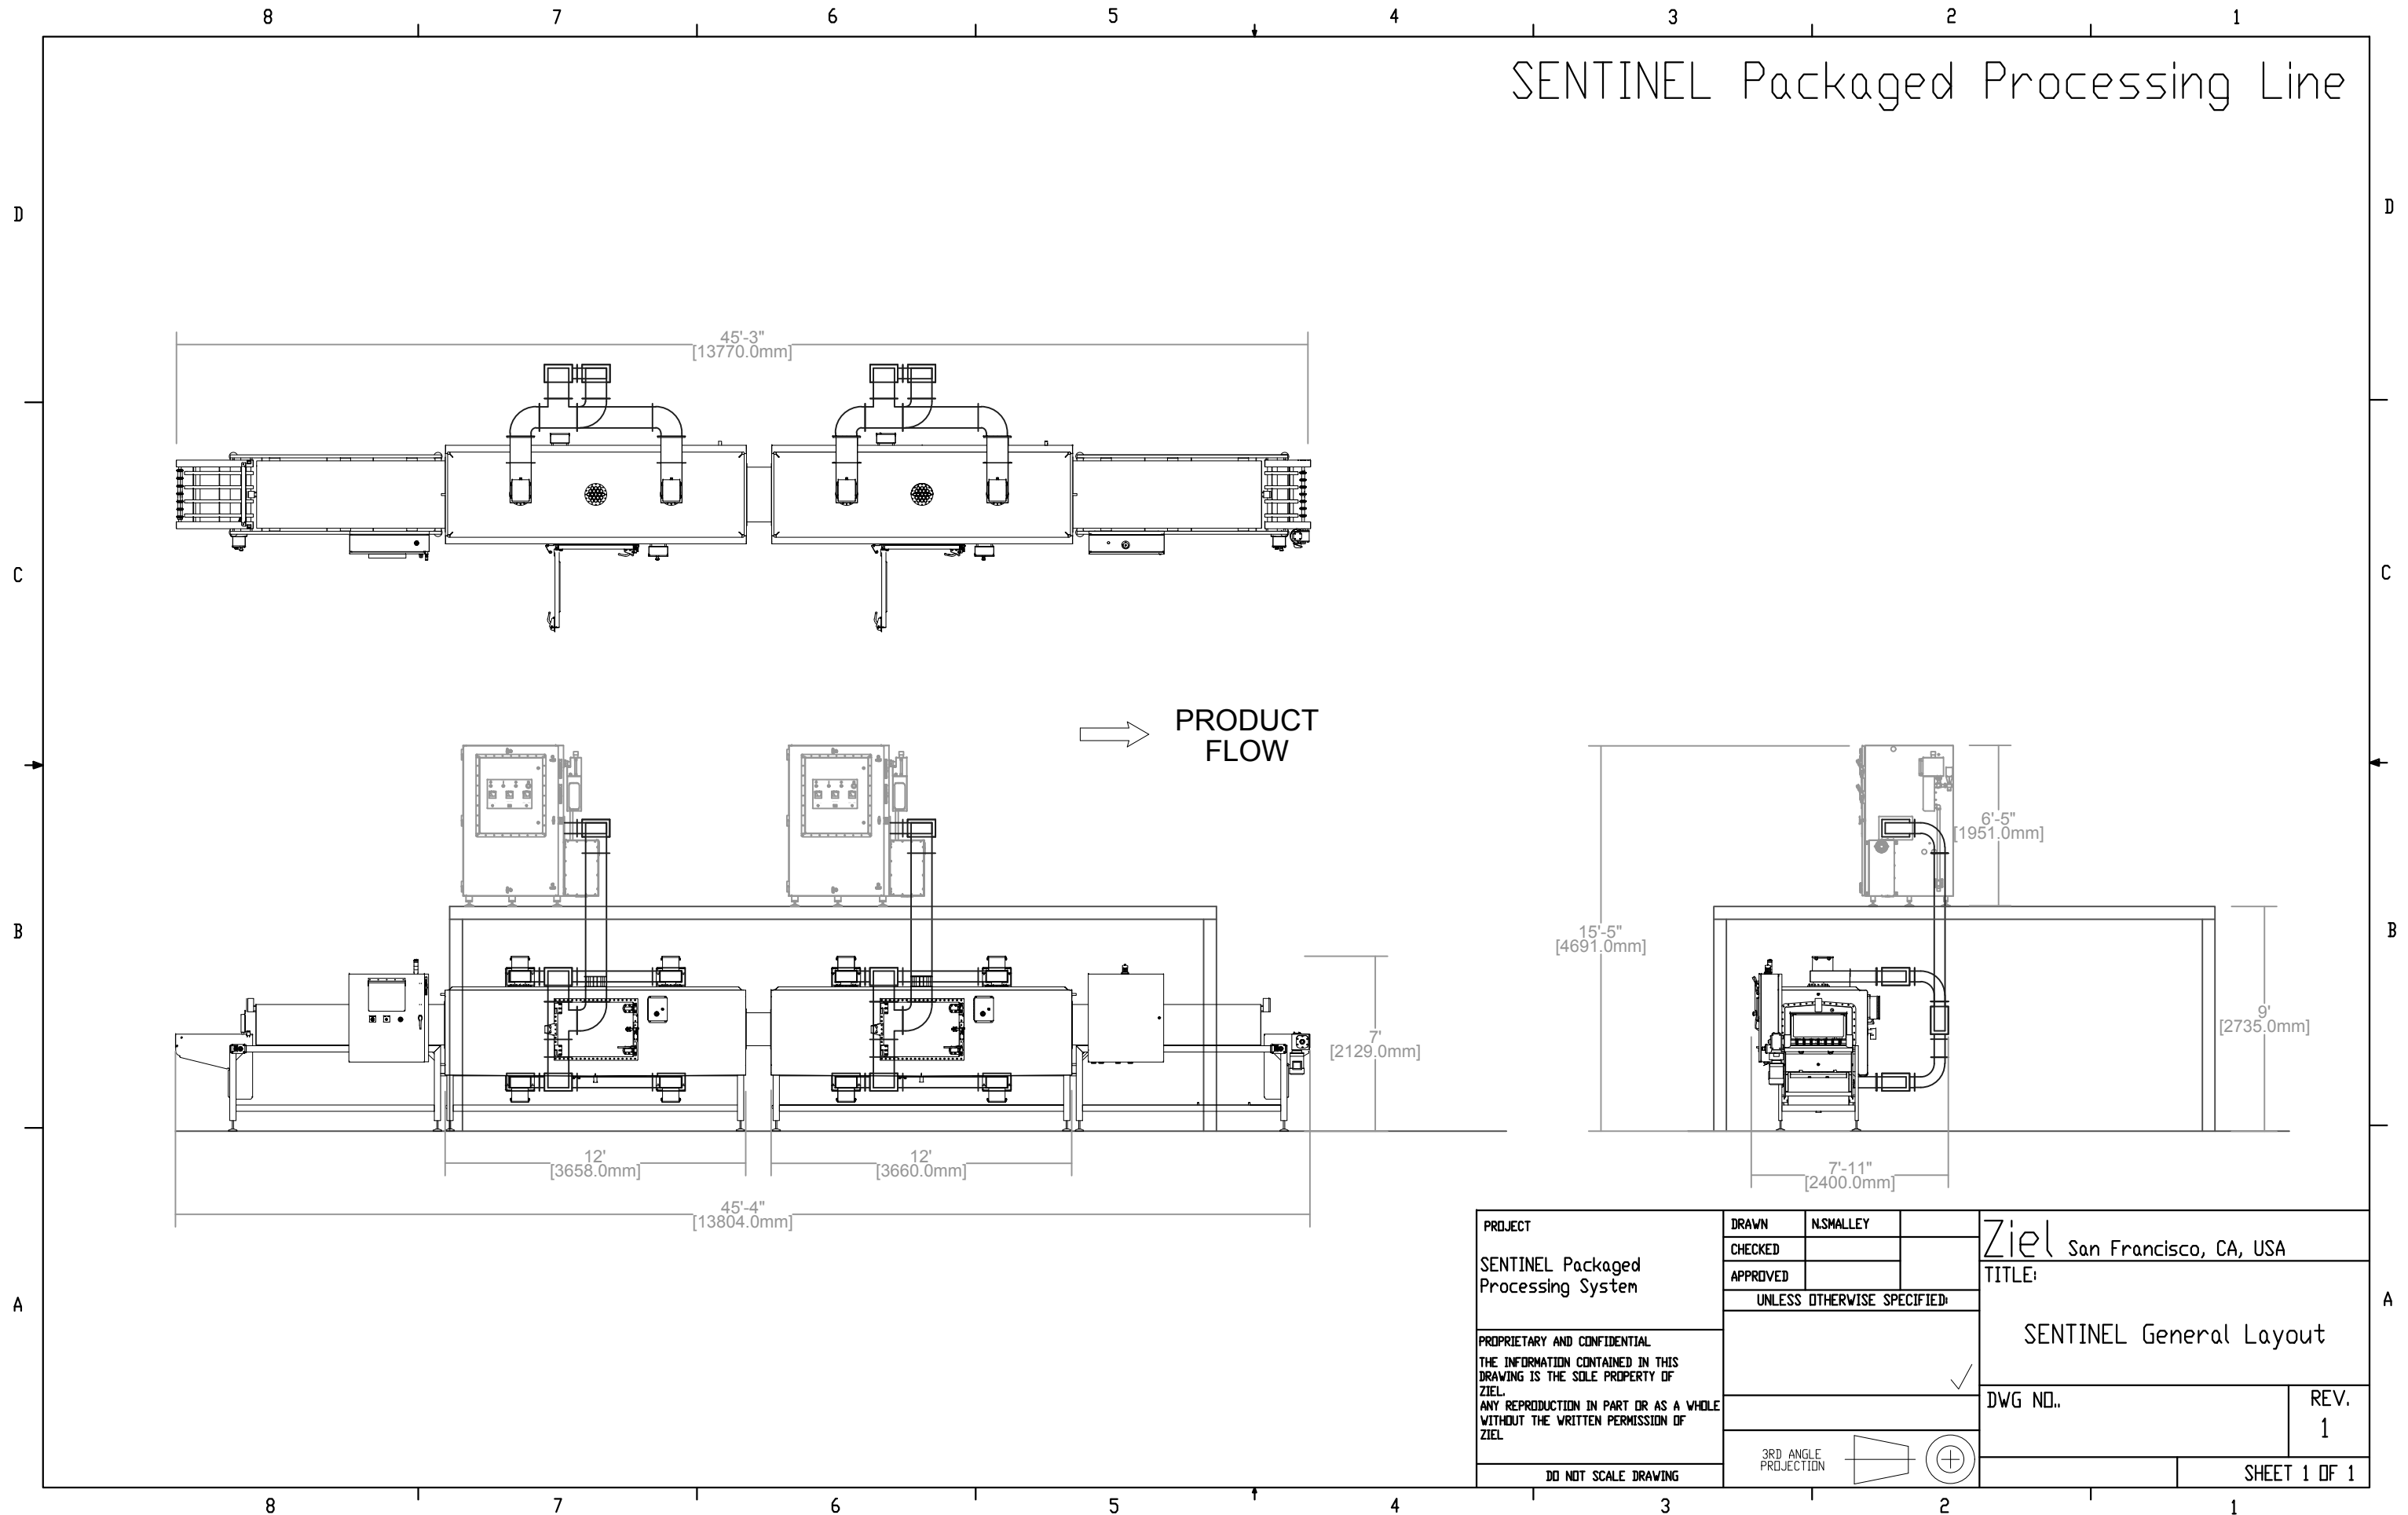 8 7 6 5 4 3 2 1
SENTINEL Packaged Processing Line
D
D
45'-3"
[13770.0mm]
C
C
PRODUCT
FLOW
6'-5"
[1951.0mm]
15'-5"
[4691.0mm]
B
B
9'
[2735.0mm]
7'
[2129.0mm]
12'
[3658.0mm]
12'
[3660.0mm]
7'-11"
[2400.0mm]
45'-4"
[13804.0mm]
A
A
PROJECT
SENTINEL Packaged
Processing System
PROPRIETARY AND CONFIDENTIAL
THE INFORMATION CONTAINED IN THIS
DRAWING IS THE SOLE PROPERTY OF
ZIEL.
ANY REPRODUCTION IN PART OR AS A WHOLE
WITHOUT THE WRITTEN PERMISSION OF
ZIEL
DO NOT SCALE DRAWING
DRAWN N.SMALLEY
CHECKED
APPROVED
UNLESS OTHERWISE SPECIFIED:
3RD ANGLE
PROJECTION
Ziel San Francisco, CA, USA
TITLE:
SENTINEL General Layout
DWG NO..
REV.
1
SHEET 1 OF 1
8 7 6 5 4 3 2 1